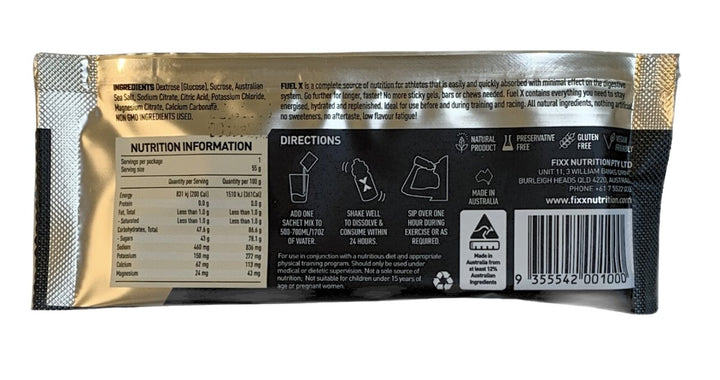 INGREDIENTS Dextrose (Glucose), Sucrose, Australian
Sea Salt, Sodium Citrate, Citric Acid, Potassium Chloride,
Magnesium Citrate, Calcium Carbonate.
NON GMO INGREDIENTS USED.
FUEL X is a complete source of nutrition for athletes that is easily and quickly absorbed with minimal effect on the digestive
system. Go further for longer, faster! No more sticky gels, bars or chews needed. Fuel X contains everything you need to stay
energised, hydrated and replenished. Ideal for use before and during training and racing. All natural ingredients, nothing artificial,
no sweeteners, no aftertaste, low flavour fatigue!
NUTRITION INFORMATION
Servings per package 1
Serving size 55 g
Quantity per Serving Quantity per 100 g
Energy 831 kJ (200 Cal) 1510 kJ (361Cal)
Protein 0.0 g 0.0 g
Fat, Total Less than 1.0 g Less than 1.0 g
- Saturated Less than 1.0 g Less than 1.0 g
Carbohydrates, Total 47.6 g 86.6 g
- Sugars 43 g 78.1 g
Sodium 460 mg 836 mg
Potassium 150 mg 272 mg
Calcium 62 mg 113 mg
Magnesium 24 mg 43 mg
DIRECTIONS
ADD ONE
SACHET MIX TO
500-700ML/17OZ
OF WATER.
SHAKE WELL
TO DISSOLVE &
CONSUME WITHIN
24 HOURS.
SIP OVER ONE
HOUR DURING
EXERCISE OR AS
REQUIRED.
For use in conjunction with a nutritious diet and appropriate
physical training program. Should only be used under
medical or dietetic supervision. Not a sole source of
nutrition. Not suitable for children under 15 years of
age or pregnant women.
NATURAL
PRODUCT
PRESERVATIVE
FREE
GLUTEN
FREE
VEGAN
FRIENDLY
MADE IN
AUSTRALIA
FIXX NUTRITION PTY LTD
UNIT 11, 3 WILLIAM BANKS
BURLEIGH HEADS QLD 4220, AUSTRALIA
PHONE +61 7 5522
www.fixxnutrition.com
Made in
Australia from
at least 12%
Australian
Ingredients
9 355542 001000